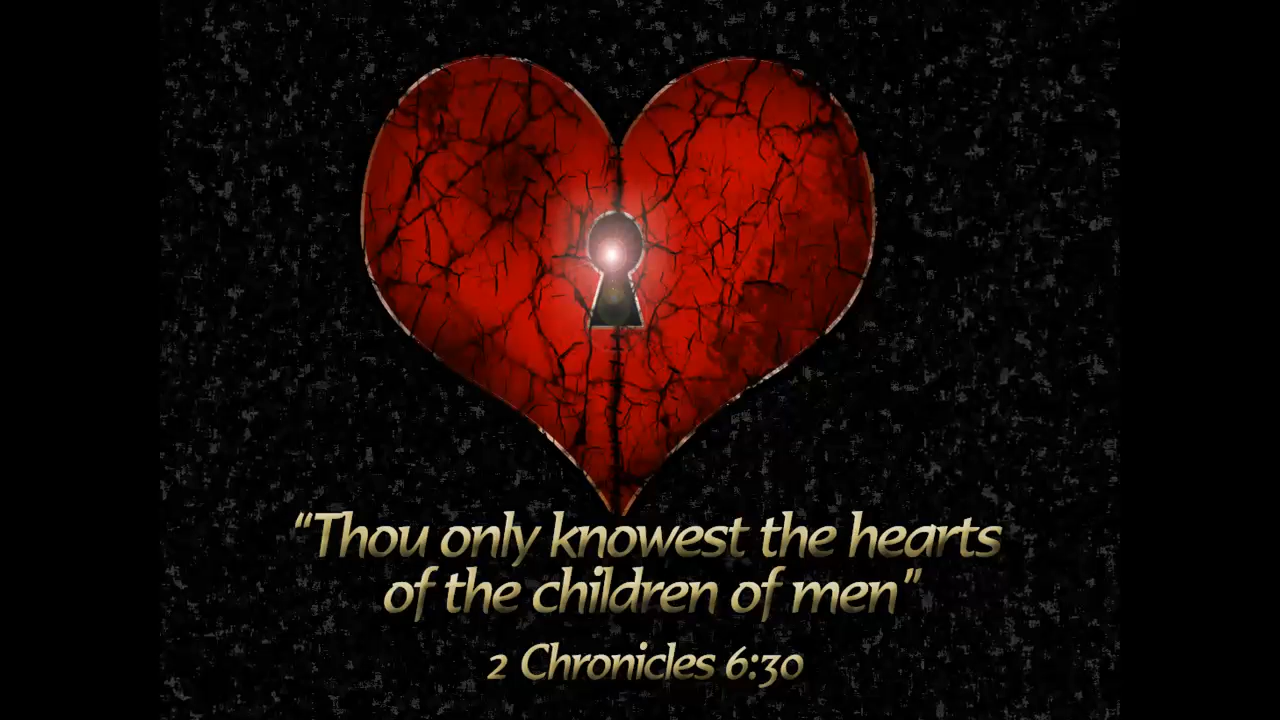 “Thou only knowest the hearts
of the children of men”
2 Chronicles 6:30